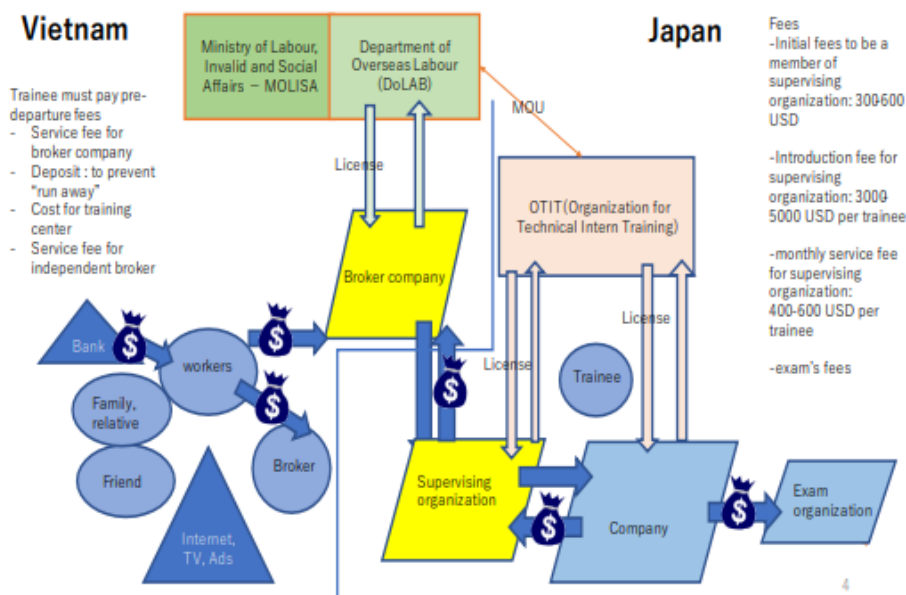 Vietnam
Japan
Ministry of Labour,
Invalid and Social
Affairs – MOLISA
Department of
Overseas Labour
(DoLAB)
Trainee must pay pre-
departure fees
- Service fee for
broker company
- Deposit : to prevent
"run away"
- Cost for training
center
- Service fee for
independent broker
Fees
-Initial fees to be a
member of
supervising
organization: 300-600
USD
-Introduction fee for
supervising
organization: 3000-
5000 USD per trainee
-monthly service fee
for supervising
organization:
400-600 USD per
trainee
-exam's fees
MOU
License
OTIT(Organization for
Technical Intern Training)
Broker company
License
License
Bank
$
workers
$
$
$
Trainee
Family,
relative
Friend
Broker
Internet,
TV, Ads
Supervising
organization
$
Company
$
Exam
organization
4